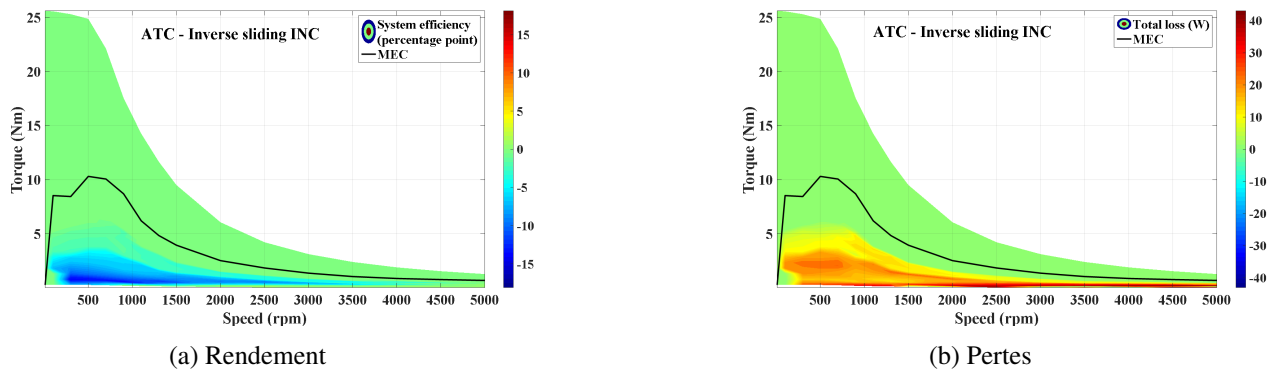 ATC - Inverse sliding INC
System efficiency
(percentage point)
MEC
Torque (Nm)
25
20
15
10
5
500 1000 1500 2000 2500 3000 3500 4000 4500 5000
Speed (rpm)
15
10
5
0
-5
-10
-15
(a) Rendement
ATC - Inverse sliding INC
Total loss (W)
MEC
Torque (Nm)
25
20
15
10
5
500 1000 1500 2000 2500 3000 3500 4000 4500 5000
Speed (rpm)
40
30
20
10
0
-10
-20
-30
-40
(b) Pertes